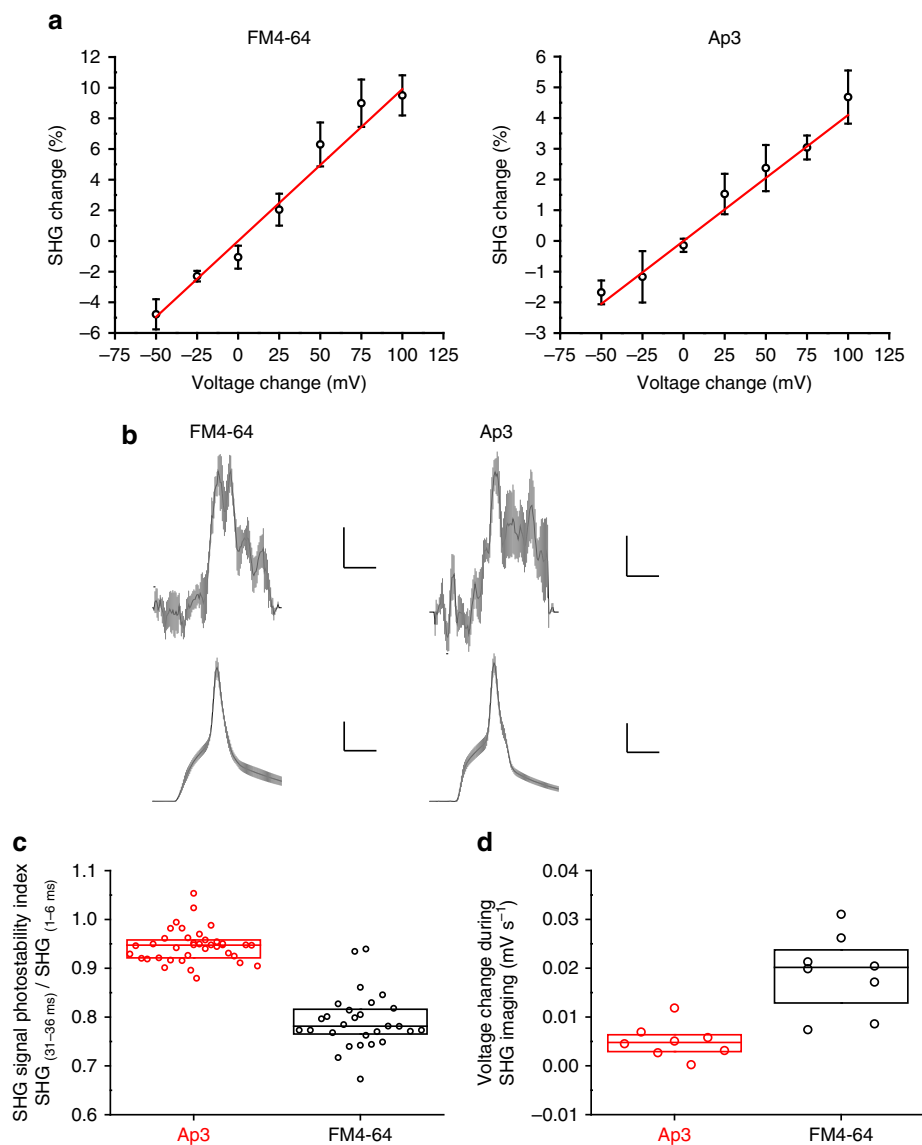 a
FM4-64
Ap3
SHG change (%)
12
10
8
6
4
2
0
–2
–4
–6
–75 –50 –25 0 25 50 75 100 125
Voltage change (mV)
SHG change (%)
6
5
4
3
2
1
0
–1
–2
–3
–75 –50 –25 0 25 50 75 100 125
Voltage change (mV)
b
FM4-64
Ap3
c
SHG signal photostability index
SHG (31–36 ms) / SHG (1–6 ms)
1.1
1.0
0.9
0.8
0.7
0.6
Ap3
FM4-64
d
Voltage change during
SHG imaging (mV s⁻¹)
0.04
0.03
0.02
0.01
0.00
–0.01
Ap3
FM4-64